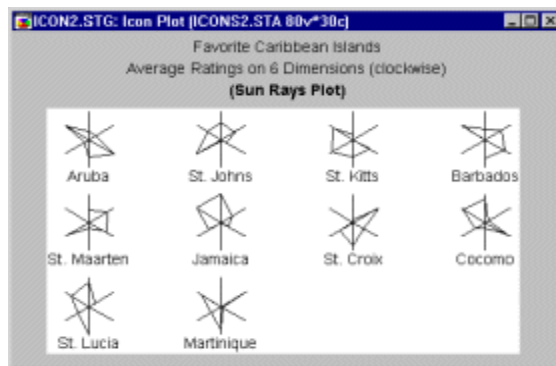 ICON2.STG: Icon Plot (ICONS2.STA 80v*30c)
Favorite Caribbean Islands
Average Ratings on 6 Dimensions (clockwise)
(Sun Rays Plot)
Aruba St. Johns St. Kitts Barbados
St. Maarten Jamaica St. Croix Cocomo
St. Lucia Martinique